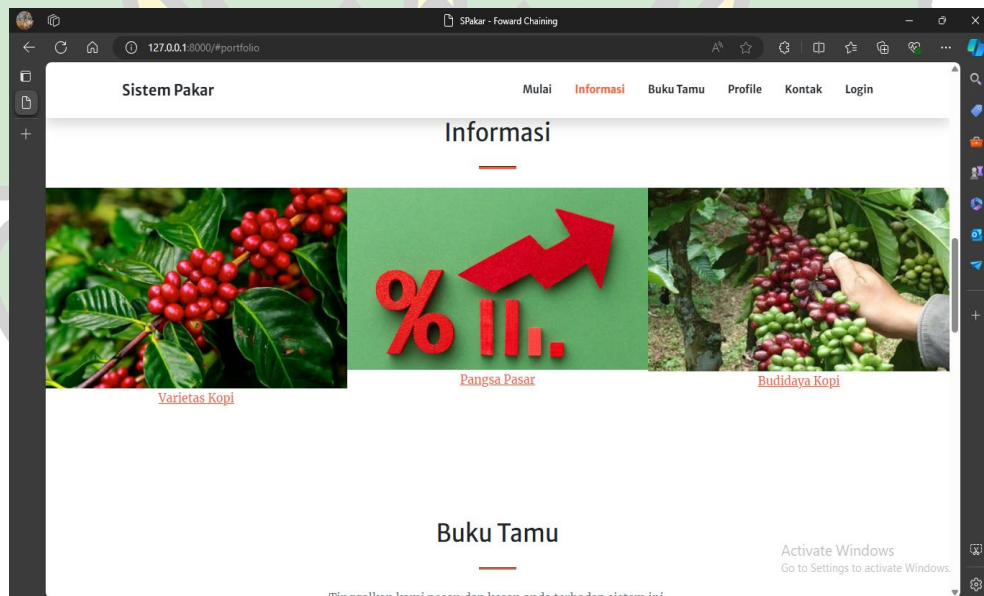 SPakar - Foward Chaining
127.0.0.1:8000/#portfolio
Sistem Pakar
Mulai Informasi Buku Tamu Profile Kontak Login
Informasi
%
Varietas Kopi
Pangsa Pasar
Budidaya Kopi
Buku Tamu
Activate Windows
Go to Settings to activate Windows.